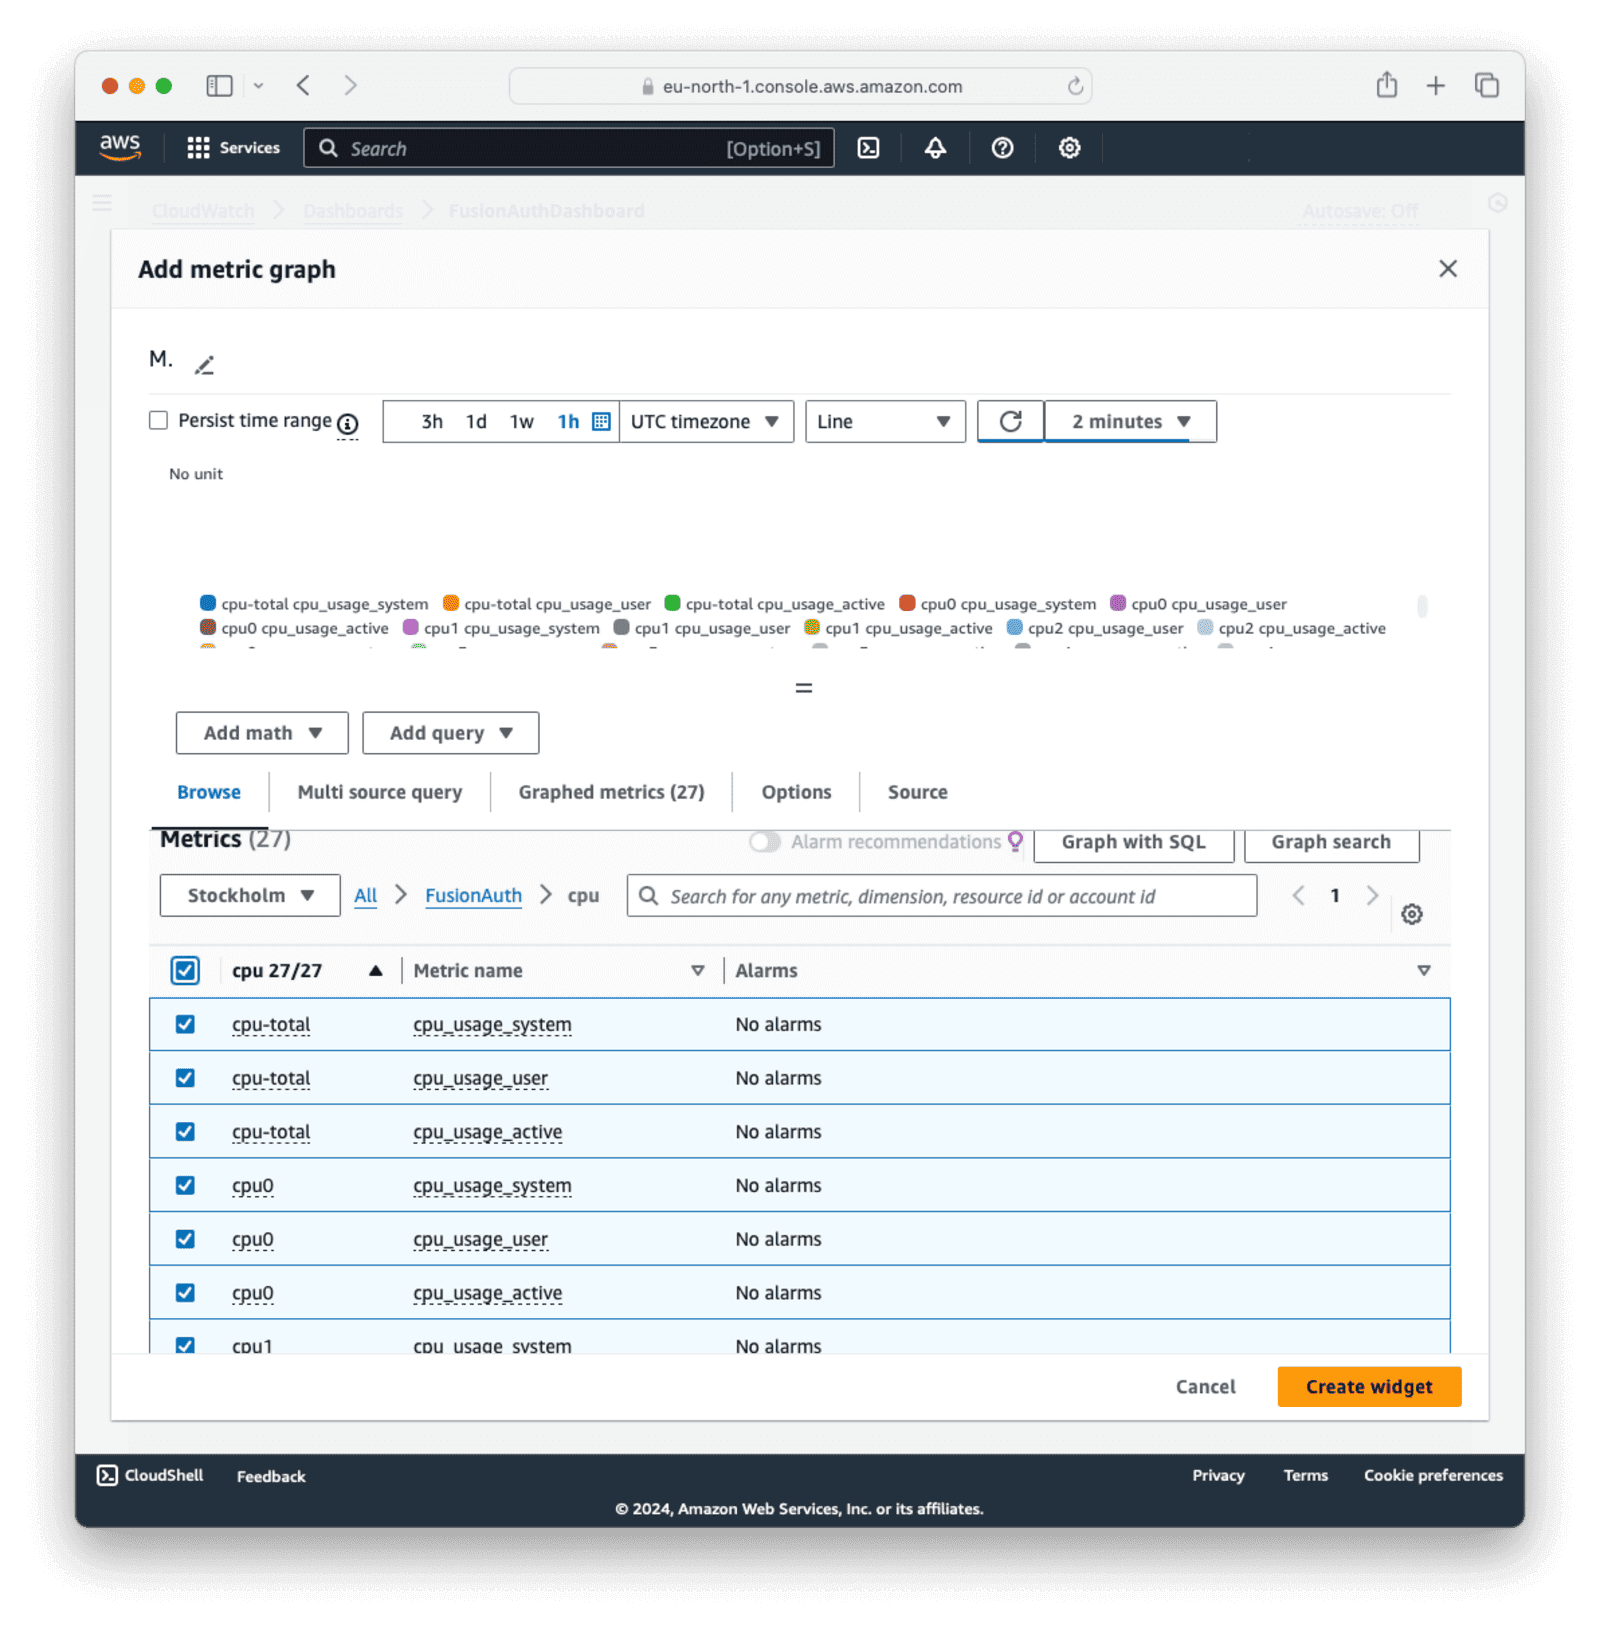 eu-north-1.console.aws.amazon.com
aws Services Search [Option+S]
CloudWatch Dashboards FusionAuthDashboard Autosave: Off
Add metric graph
M.
Persist time range 3h 1d 1w 1h UTC timezone Line 2 minutes
No unit
cpu-total cpu_usage_system cpu-total cpu_usage_user cpu-total cpu_usage_active cpu0 cpu_usage_system cpu0 cpu_usage_user
cpu0 cpu_usage_active cpu1 cpu_usage_system cpu1 cpu_usage_user cpu1 cpu_usage_active cpu2 cpu_usage_user cpu2 cpu_usage_active
Add math Add query
Browse Multi source query Graphed metrics (27) Options Source
Metrics (27) Alarm recommendations Graph with SQL Graph search
Stockholm All FusionAuth cpu Search for any metric, dimension, resource id or account id 1
cpu 27/27 Metric name Alarms
cpu-total cpu_usage_system No alarms
cpu-total cpu_usage_user No alarms
cpu-total cpu_usage_active No alarms
cpu0 cpu_usage_system No alarms
cpu0 cpu_usage_user No alarms
cpu0 cpu_usage_active No alarms
cpu1 cpu_usage_system No alarms
Cancel Create widget
CloudShell Feedback Privacy Terms Cookie preferences
© 2024, Amazon Web Services, Inc. or its affiliates.